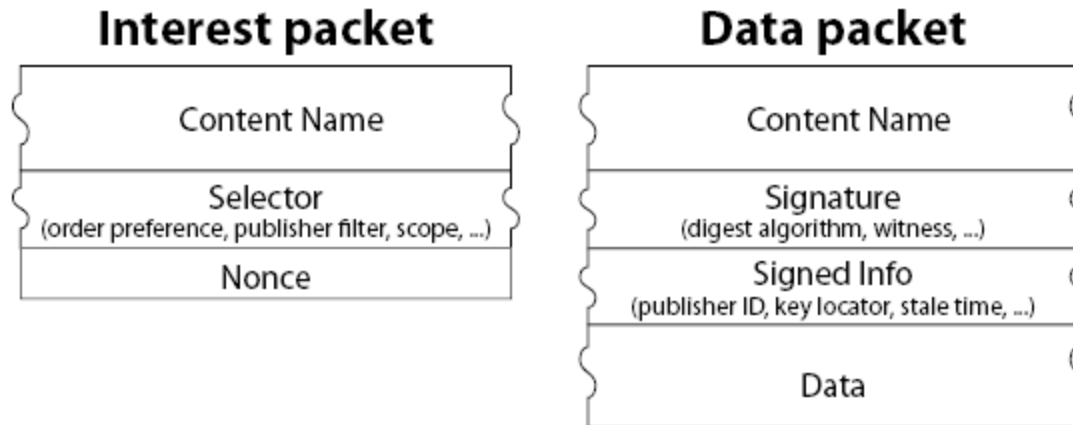 Interest packet
Content Name
Selector
(order preference, publisher filter, scope, ...)
Nonce
Data packet
Content Name
Signature
(digest algorithm, witness, ...)
Signed Info
(publisher ID, key locator, stale time, ...)
Data